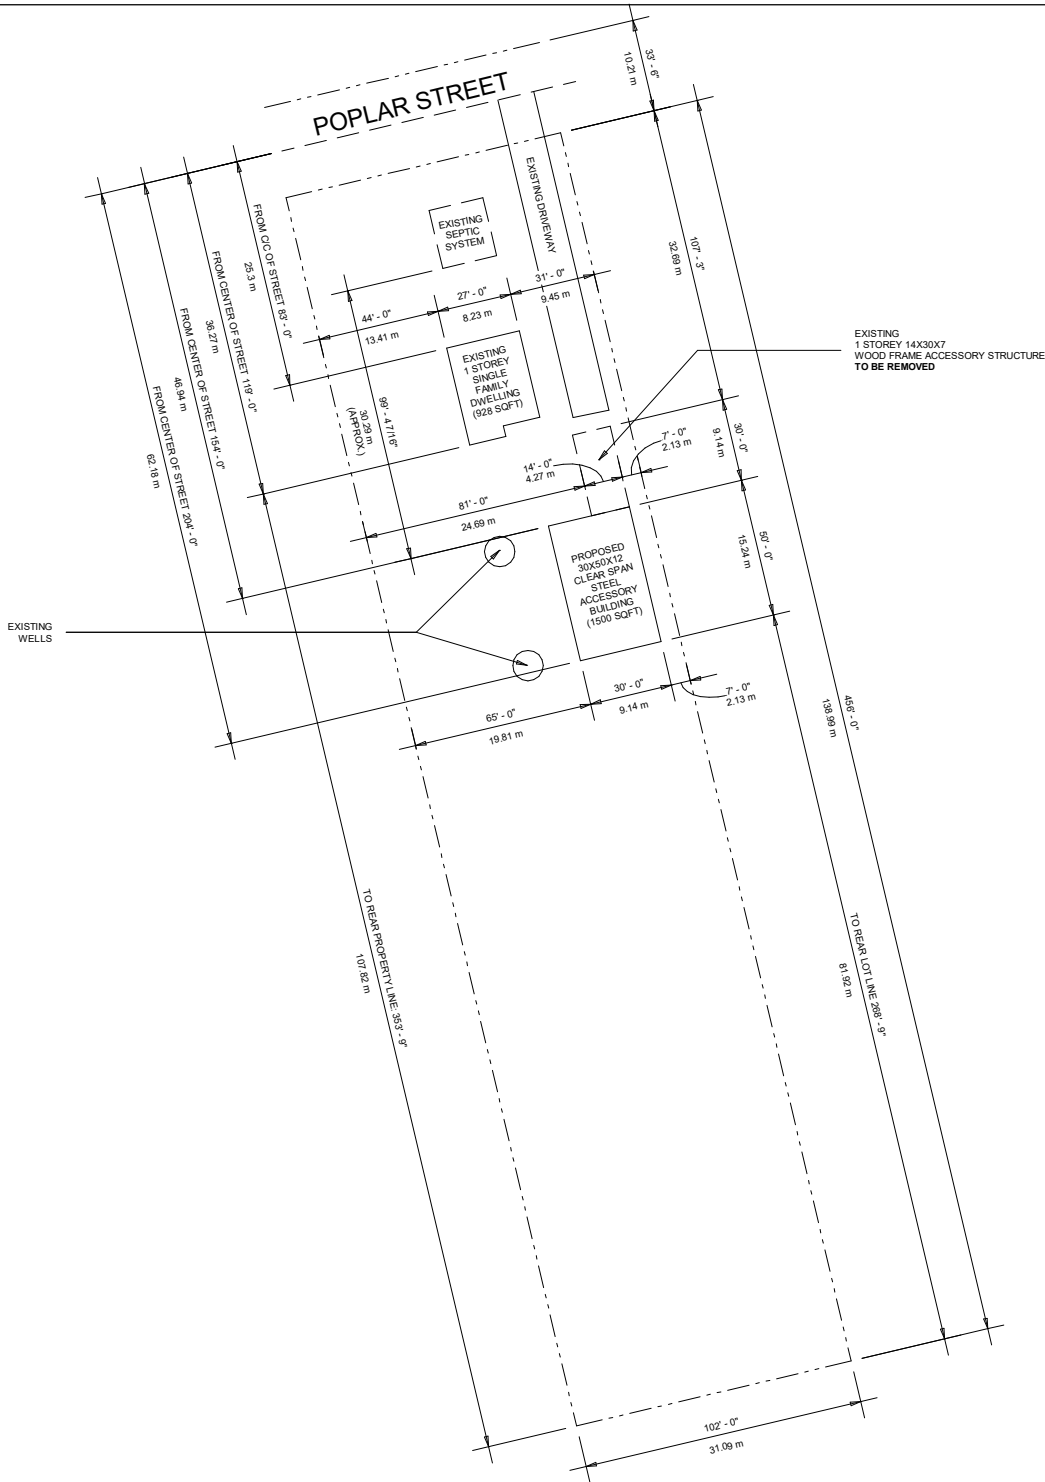 33' - 6"
10.21 m
POPLAR STREET
EXISTING DRIVEWAY
EXISTING
SEPTIC
SYSTEM
FROM C/C OF STREET 83' - 0"
25.3 m
FROM CENTER OF STREET 119' - 0"
36.27 m
FROM CENTER OF STREET 154' - 0"
46.94 m
FROM CENTER OF STREET 204' - 0"
62.18 m
107' - 3"
32.69 m
44' - 0"
13.41 m
27' - 0"
8.23 m
31' - 0"
9.45 m
EXISTING
1 STOREY
SINGLE
FAMILY
DWELLING
(928 SQFT)
EXISTING
1 STOREY 14X30X7
WOOD FRAME ACCESSORY STRUCTURE
TO BE REMOVED
99' - 4 7/16"
30.29 m
(APPROX.)
30' - 0"
9.14 m
7' - 0"
2.13 m
14' - 0"
4.27 m
81' - 0"
24.69 m
50' - 0"
15.24 m
PROPOSED
30X50X12
CLEAR SPAN
STEEL
ACCESSORY
BUILDING
(1500 SQFT)
EXISTING
WELLS
65' - 0"
19.81 m
30' - 0"
9.14 m
7' - 0"
2.13 m
456' - 0"
138.99 m
TO REAR PROPERTY LINE: 353' - 9"
107.82 m
TO REAR LOT LINE 268' - 9"
81.92 m
102' - 0"
31.09 m